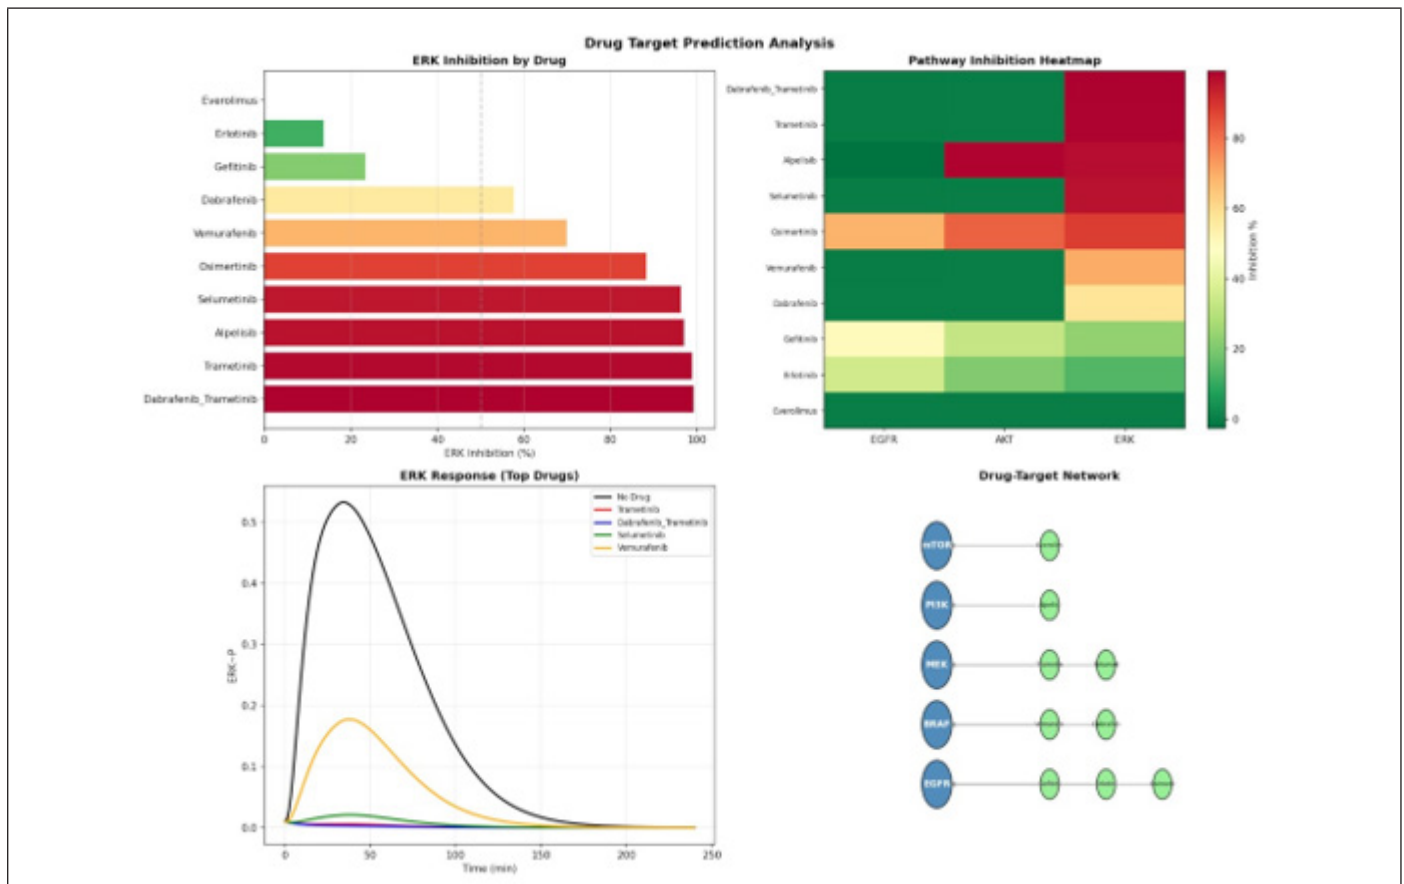 Drug Target Prediction Analysis
ERK Inhibition by Drug
Everolimus
Erlotinib
Gefitinib
Dabrafenib
Vemurafenib
Osimertinib
Selumetinib
Alpelisib
Trametinib
Dabrafenib_Trametinib
0 20 40 60 80 100
ERK Inhibition (%)
Pathway Inhibition Heatmap
Dabrafenib_Trametinib
Trametinib
Alpelisib
Selumetinib
Osimertinib
Vemurafenib
Dabrafenib
Gefitinib
Erlotinib
Everolimus
EGFR AKT ERK
80
60
40
20
0
Inhibition %
ERK Response (Top Drugs)
No Drug
Trametinib
Dabrafenib_Trametinib
Selumetinib
Vemurafenib
0.5
0.4
0.3
0.2
0.1
0.0
ERK-P
0 50 100 150 200 250
Time (min)
Drug-Target Network
mTOR
PI3K
MEK
BRAF
EGFR